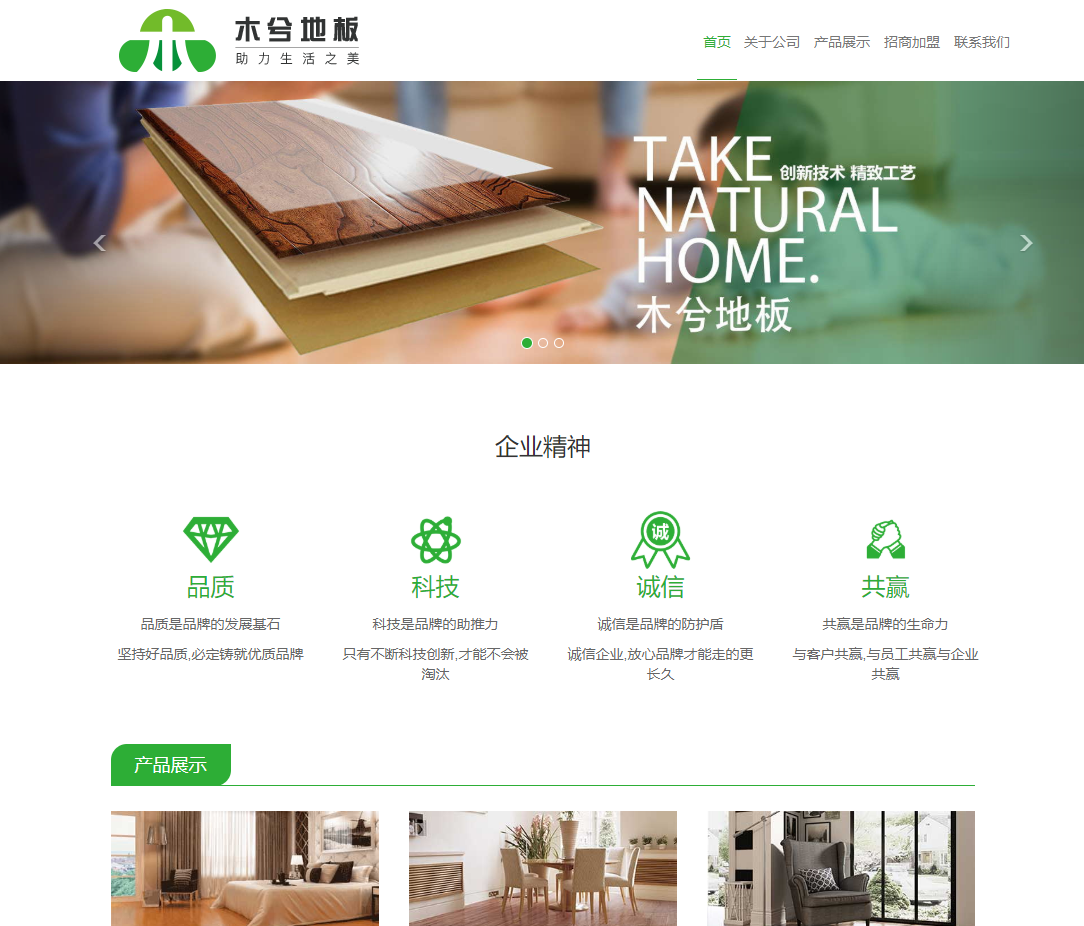 木兮地板
助力生活之美
首页 关于公司 产品展示 招商加盟 联系我们
TAKE 创新技术 精致工艺
NATURAL
HOME.
木兮地板
企业精神
诚
品质 科技 诚信 共赢
品质是品牌的发展基石 科技是品牌的助推力 诚信是品牌的防护盾 共赢是品牌的生命力
坚持好品质,必定铸就优质品牌 只有不断科技创新,才能不会被 诚信企业,放心品牌才能走的更 与客户共赢,与员工共赢与企业
淘汰 长久 共赢
产品展示